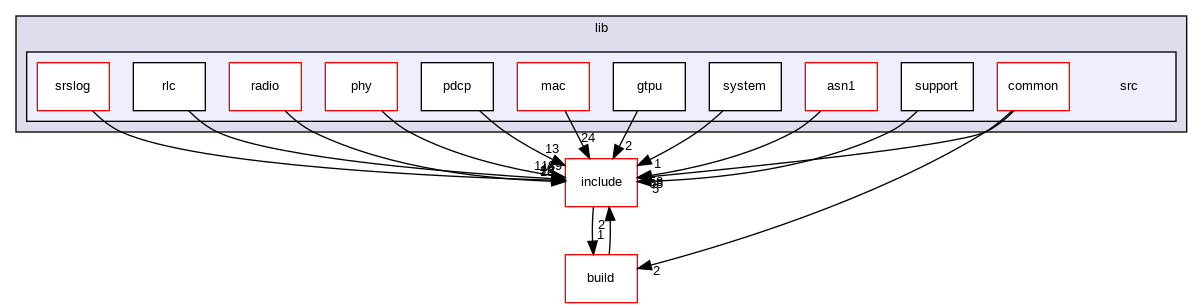 lib
srslog
rlc
radio
phy
pdcp
mac
gtpu
system
asn1
support
common
src
24
13
2
1
include
5
2
1
build
2